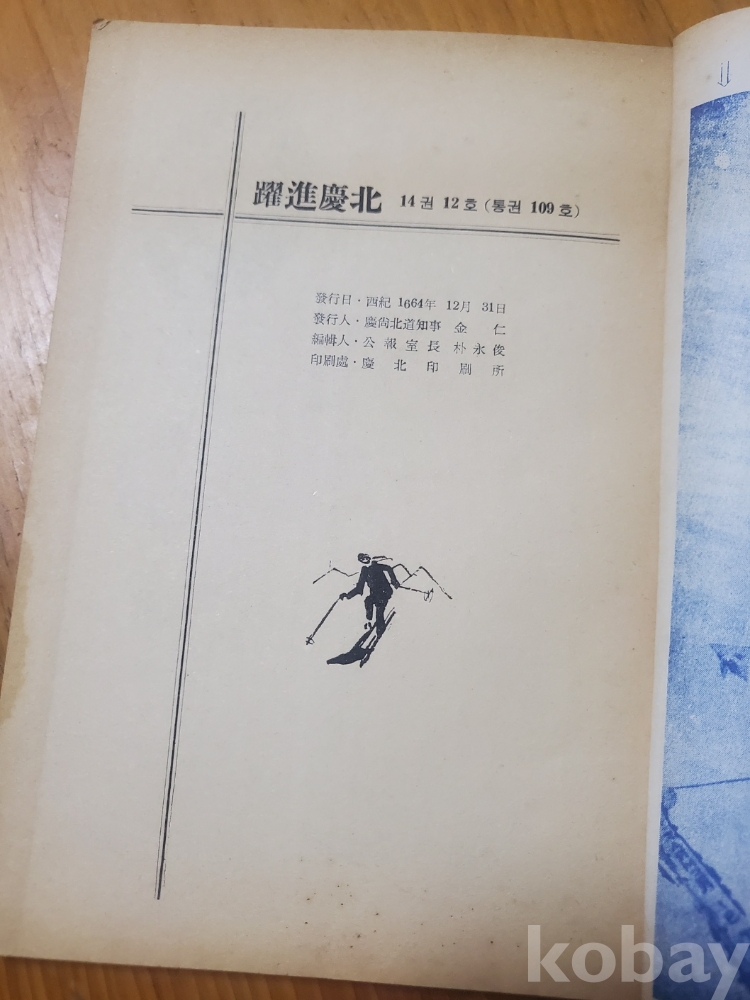 躍進慶北 14권 12호 (통권 109호)
發行日·西紀 1664年 12月 31日
發行人·慶尙北道知事 金仁
編輯人·公報室長 朴永俊
印刷處·慶北印刷所
kobay